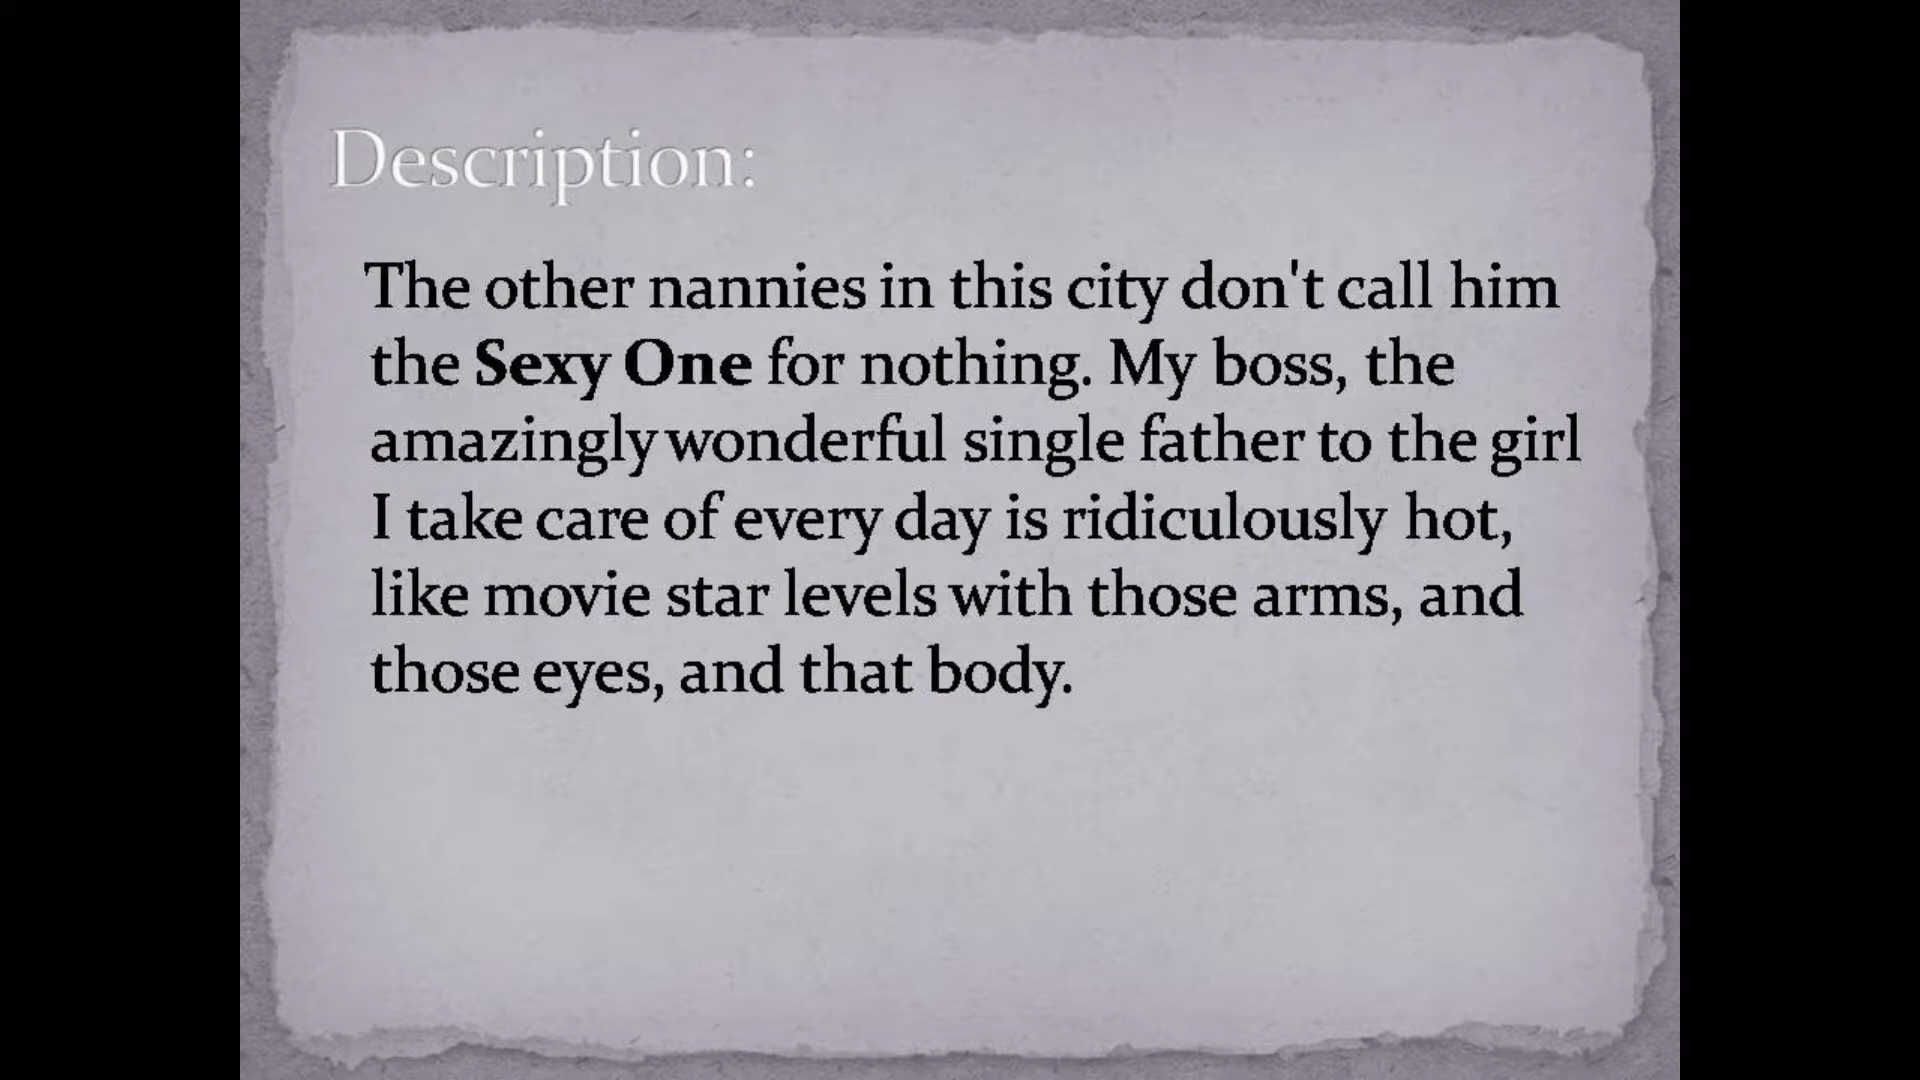 Description:
The other nannies in this city don't call him
the Sexy One for nothing. My boss, the
amazingly wonderful single father to the girl
I take care of every day is ridiculously hot,
like movie star levels with those arms, and
those eyes, and that body.